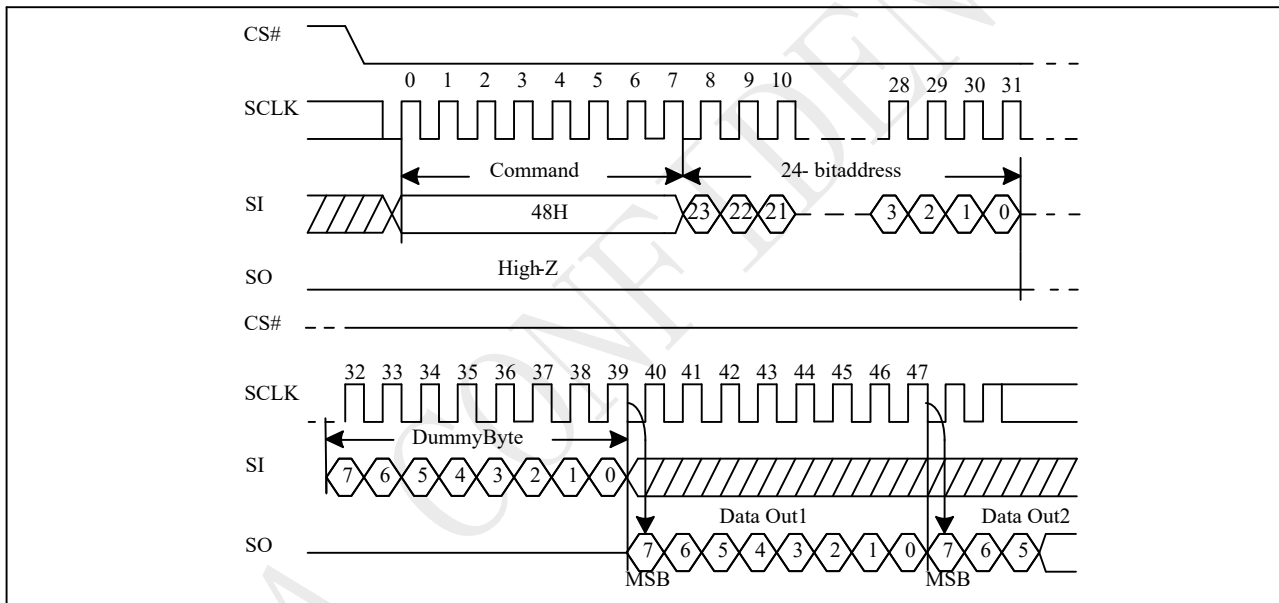 CS#
0 1 2 3 4 5 6 7 8 9 10 28 29 30 31
SCLK
Command 24- bitaddress
SI 48H 23 22 21 3 2 1 0
High-Z
SO
CS#
32 33 34 35 36 37 38 39 40 41 42 43 44 45 46 47
SCLK
DummyByte
SI 7 6 5 4 3 2 1 0
Data Out1 Data Out2
SO 7 6 5 4 3 2 1 0 7 6 5
MSB MSB